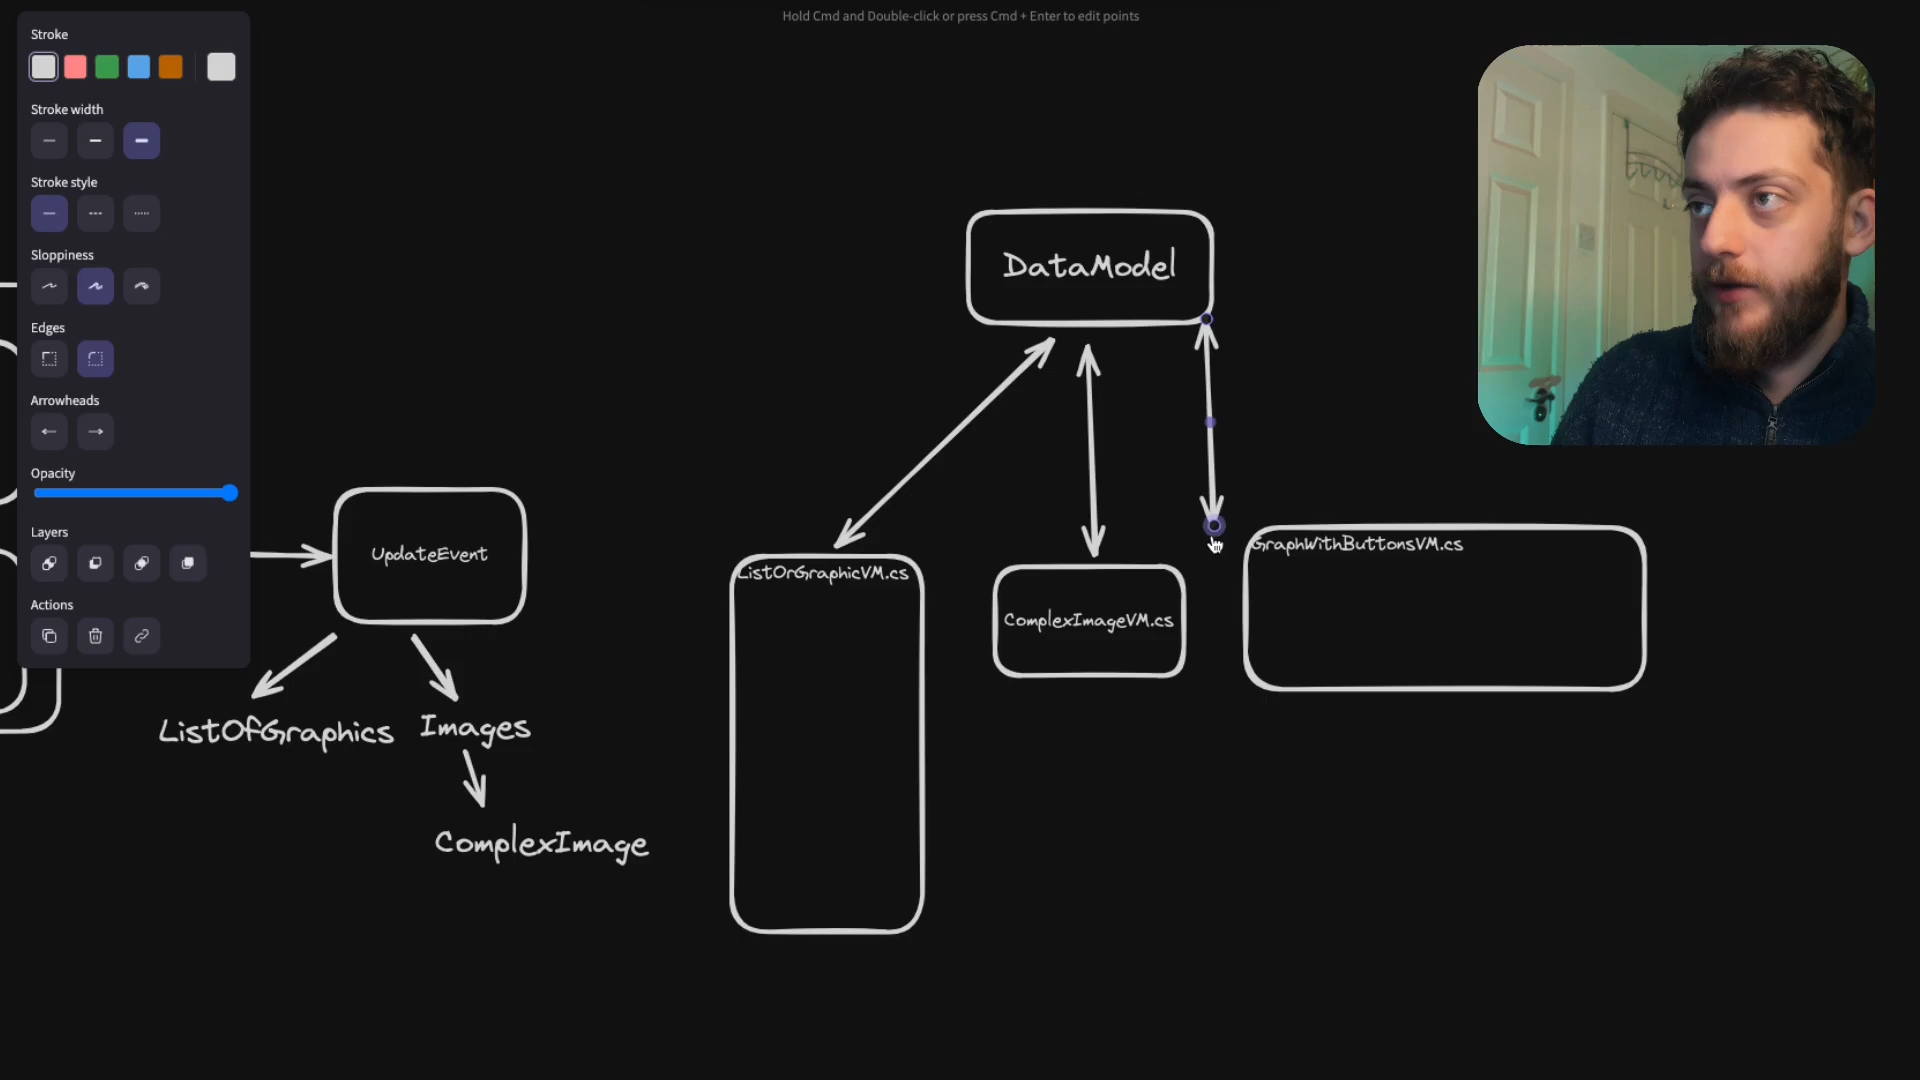 Hold Cmd and Double-click or press Cmd + Enter to edit points
Stroke
Stroke width
Stroke style
Sloppiness
Edges
Arrowheads
Opacity
Layers
Actions
UpdateEvent
ListOfGraphics
Images
ComplexImage
DataModel
ListOrGraphicVM.cs
ComplexImageVM.cs
GraphWithButtonsVM.cs